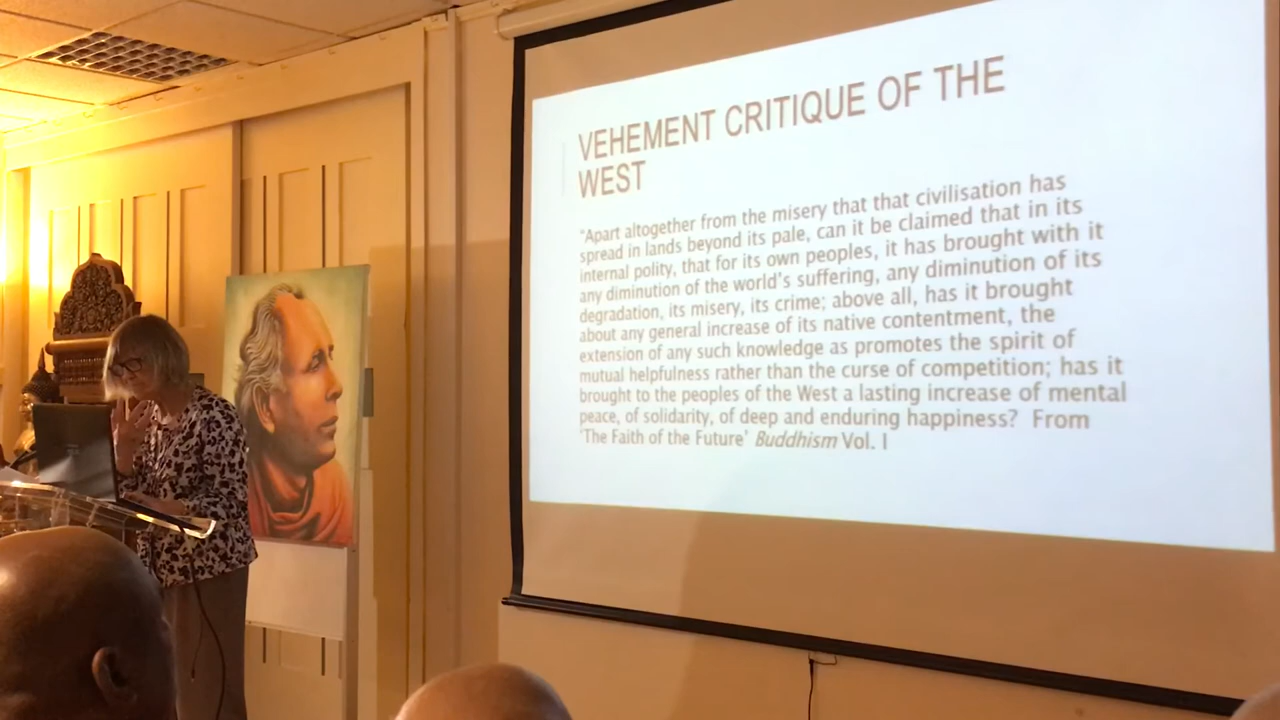 VEHEMENT CRITIQUE OF THE
WEST
“Apart altogether from the misery that that civilisation has
spread in lands beyond its pale, can it be claimed that in its
internal polity, that for its own peoples, it has brought with it
any diminution of the world’s suffering, any diminution of its
degradation, its misery, its crime; above all, has it brought
about any general increase of its native contentment, the
extension of any such knowledge as promotes the spirit of
mutual helpfulness rather than the curse of competition; has it
brought to the peoples of the West a lasting increase of mental
peace, of solidarity, of deep and enduring happiness? From
‘The Faith of the Future’ Buddhism Vol. I